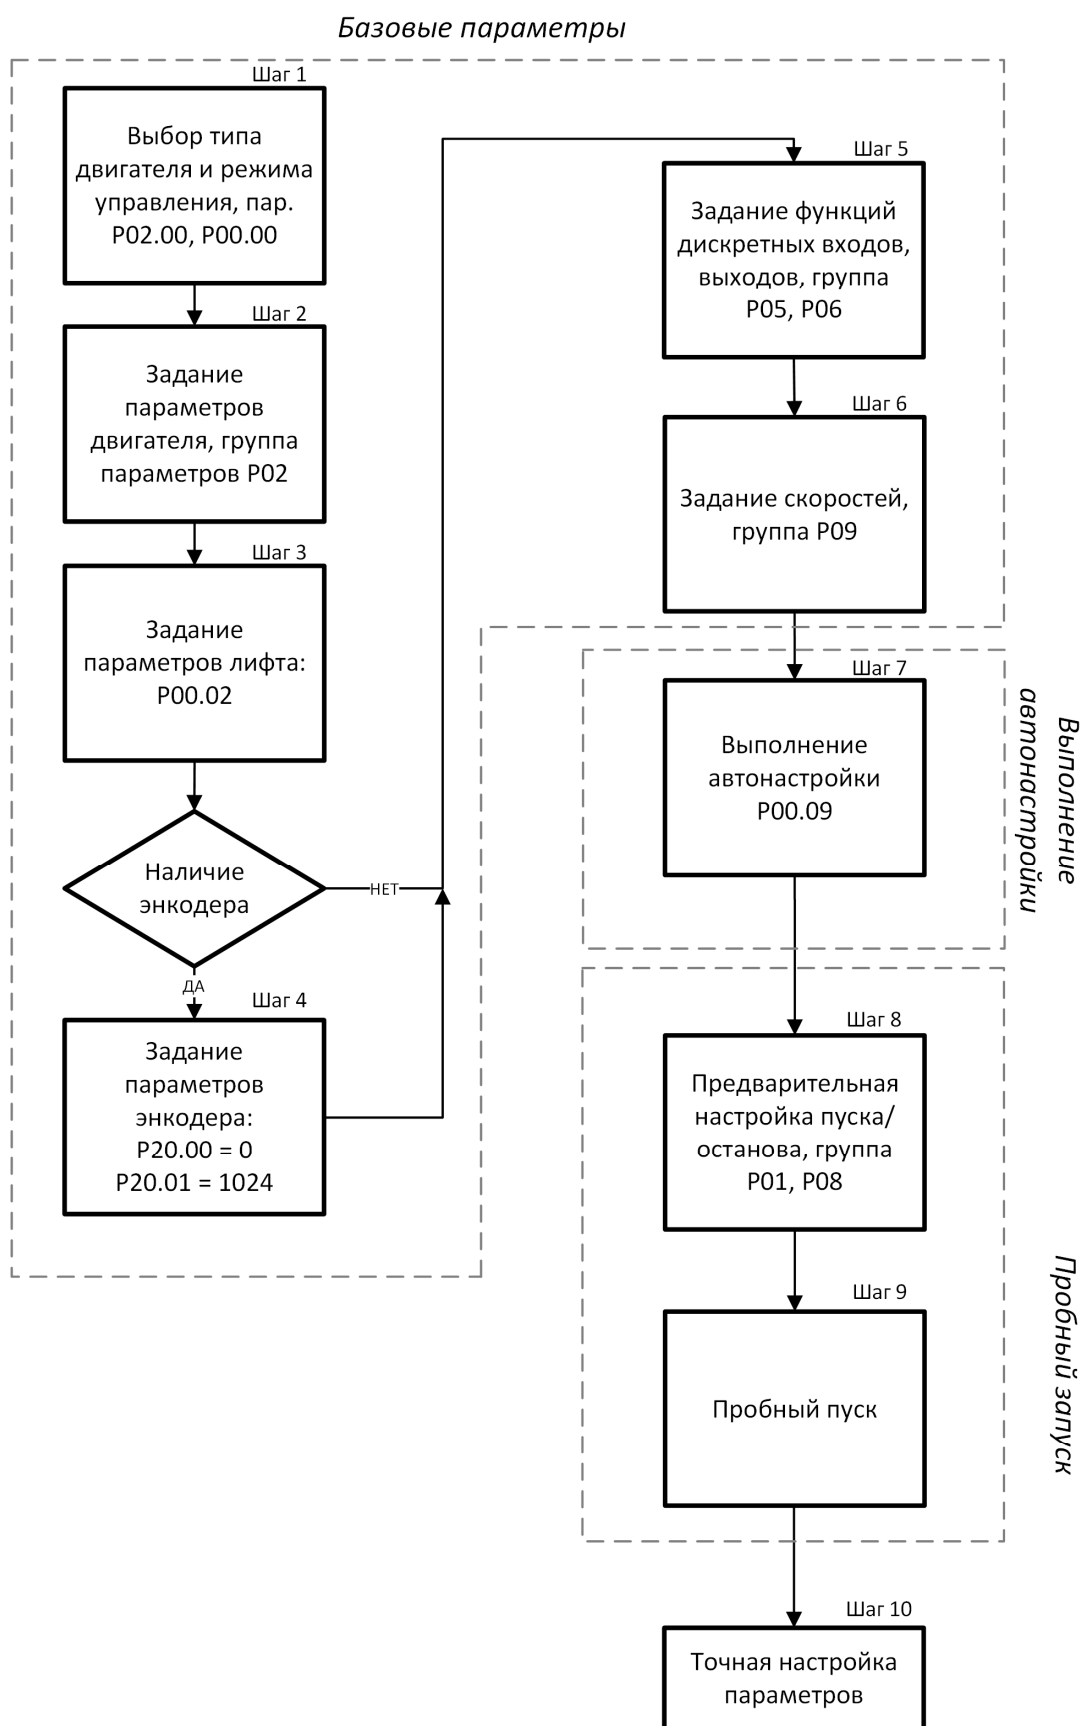 Базовые параметры
Шаг 1
Выбор типа
двигателя и режима
управления, пар.
P02.00, P00.00
Шаг 2
Задание
параметров
двигателя, группа
параметров P02
Шаг 3
Задание
параметров лифта:
P00.02
Наличие
энкодера
НЕТ
ДА
Шаг 4
Задание
параметров
энкодера:
P20.00 = 0
P20.01 = 1024
Шаг 5
Задание функций
дискретных входов,
выходов, группа
P05, P06
Шаг 6
Задание скоростей,
группа P09
Шаг 7
Выполнение
автонастройки
P00.09
Выполнение
автонастройки
Шаг 8
Предварительная
настройка пуска/
останова, группа
P01, P08
Шаг 9
Пробный пуск
Пробный запуск
Шаг 10
Точная настройка
параметров